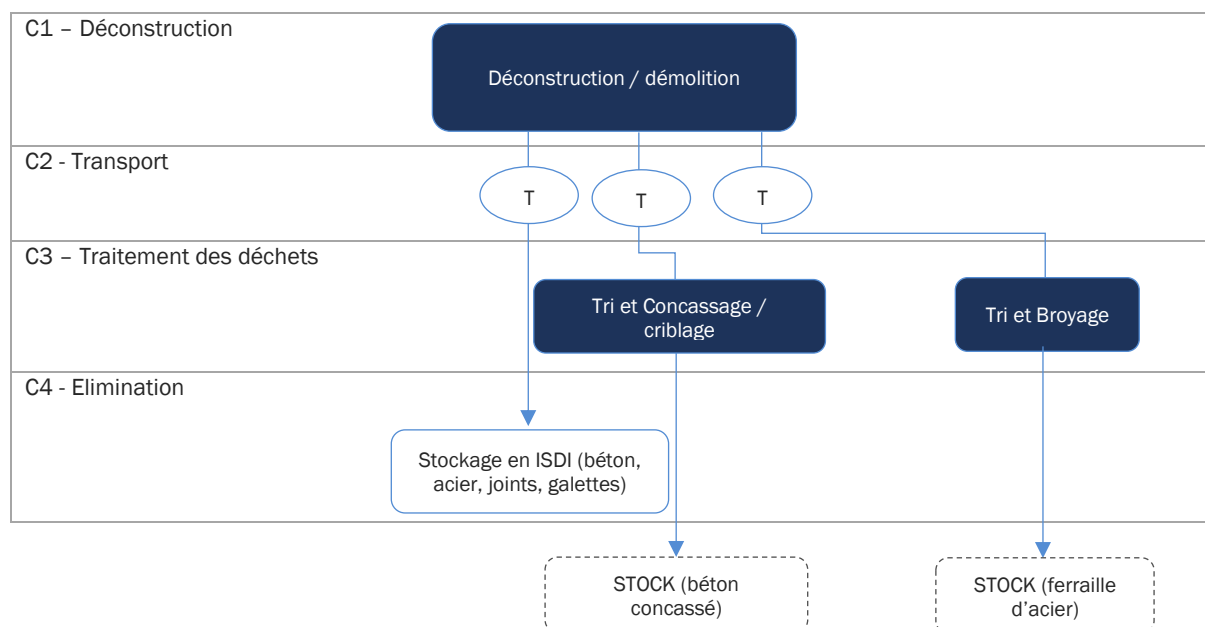 C1 – Déconstruction
Déconstruction / démolition
C2 - Transport
T
T
T
C3 – Traitement des déchets
Tri et Concassage /
criblage
Tri et Broyage
C4 - Elimination
Stockage en ISDI (béton,
acier, joints, galettes)
STOCK (béton
concassé)
STOCK (ferraille
d'acier)